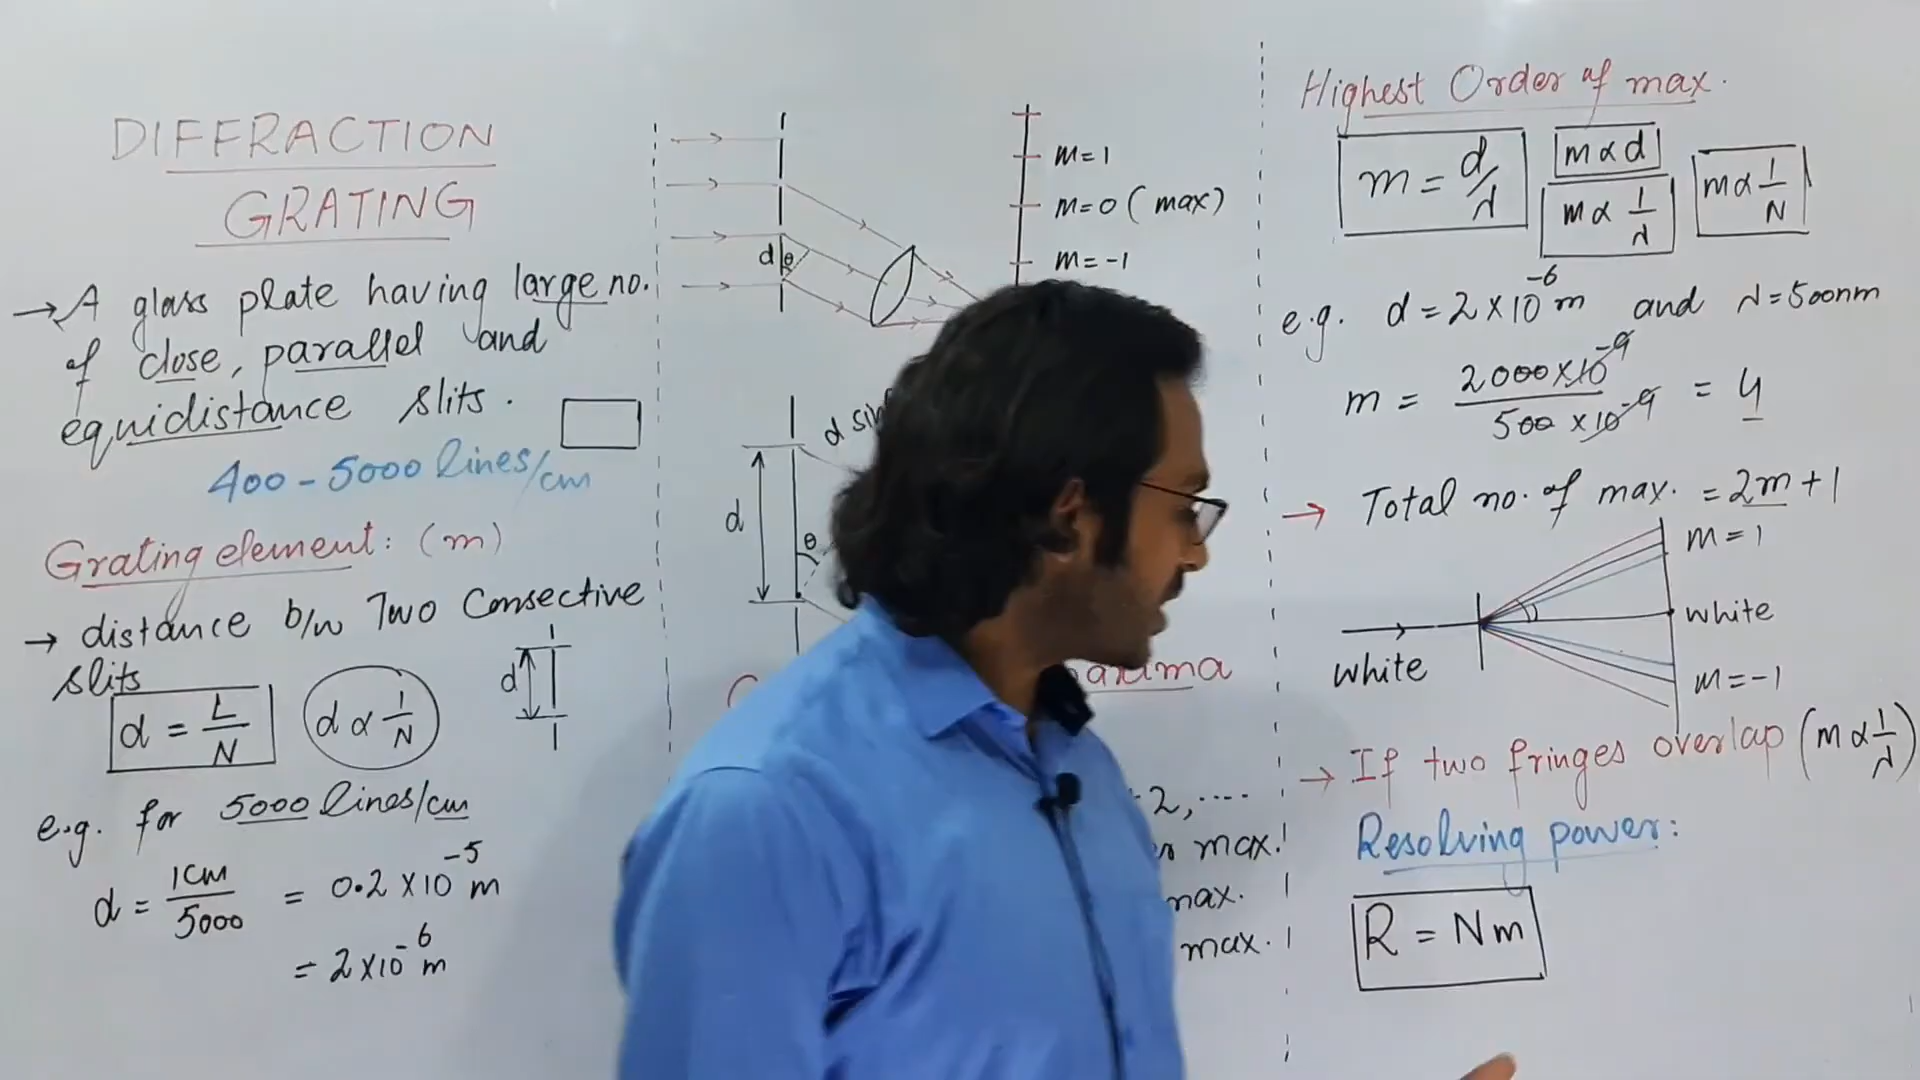 DIFFRACTION
GRATING
→ A glass plate having large no.
of close, parallel and
equidistance slits.
400 - 5000 lines/cm
Grating element: (m)
→ distance b/w Two Consective
slits
d = L/N
d ∝ 1/N
d
e.g. for 5000 lines/cm
d = 1cm/5000 = 0.2 × 10⁻⁵ m
= 2×10⁻⁶ m
m = 1
m = 0 (max)
m = -1
d θ
d sin
d
θ
axima
2, ....
max.
max.
max.
Highest Order of max.
m = d/λ
m ∝ d
m ∝ 1/λ
m ∝ 1/N
e.g. d = 2 × 10⁻⁶ m and λ = 500nm
m = 2000×10⁻⁹/500×10⁻⁹ = 4
→ Total no. of max. = 2m + 1
m = 1
white
white
m = -1
→ If two fringes overlap (m ∝ 1/λ)
Resolving power:
R = Nm